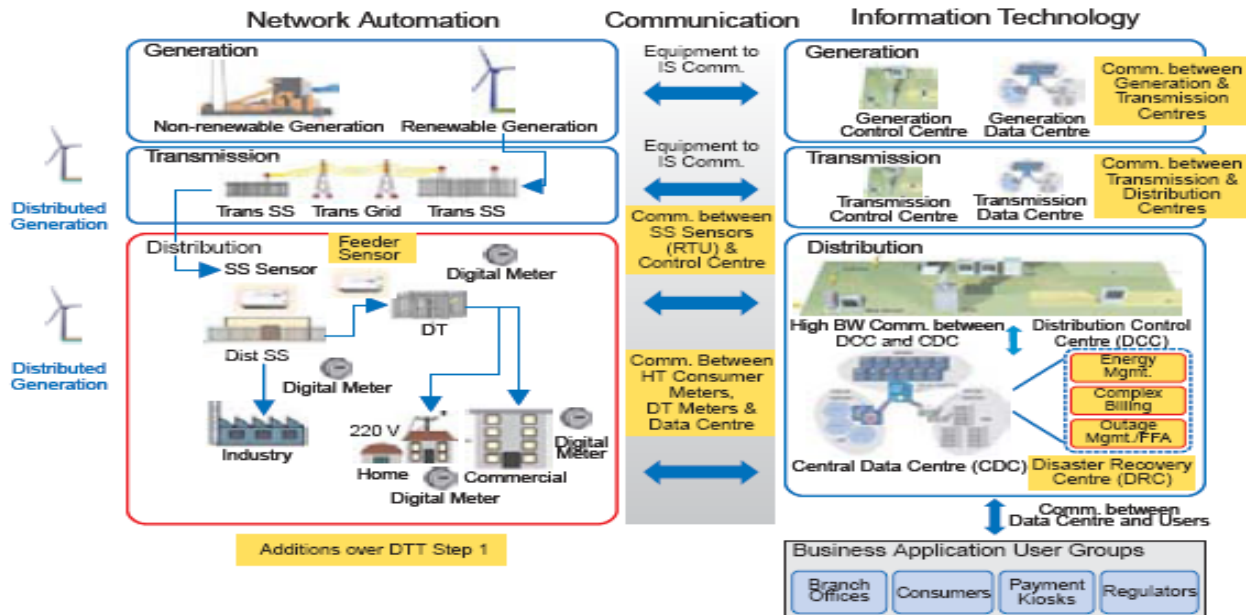 Network Automation
Communication
Information Technology
Generation
Non-renewable Generation
Renewable Generation
Distributed
Generation
Transmission
Trans SS
Trans Grid
Trans SS
Distributed
Generation
Distribution
SS Sensor
Feeder
Sensor
Digital Meter
DT
Dist SS
Digital Meter
Industry
220 V
Home
Commercial
Digital
Meter
Digital Meter
Additions over DTT Step 1
Equipment to
IS Comm.
Equipment to
IS Comm.
Comm. between
SS Sensors
(RTU) &
Control Centre
Comm. Between
HT Consumer
Meters,
DT Meters &
Data Centre
Generation
Generation
Control Centre
Generation
Data Centre
Comm. between
Generation &
Transmission
Centres
Transmission
Transmission
Control Centre
Transmission
Data Centre
Comm. between
Transmission &
Distribution
Centres
Distribution
High BW Comm. between
DCC and CDC
Distribution Control
Centre (DCC)
Energy
Mgmt.
Complex
Billing
Outage
Mgmt./FFA
Central Data Centre (CDC)
Disaster Recovery
Centre (DRC)
Comm. between
Data Centre and Users
Business Application User Groups
Branch
Offices
Consumers
Payment
Kiosks
Regulators